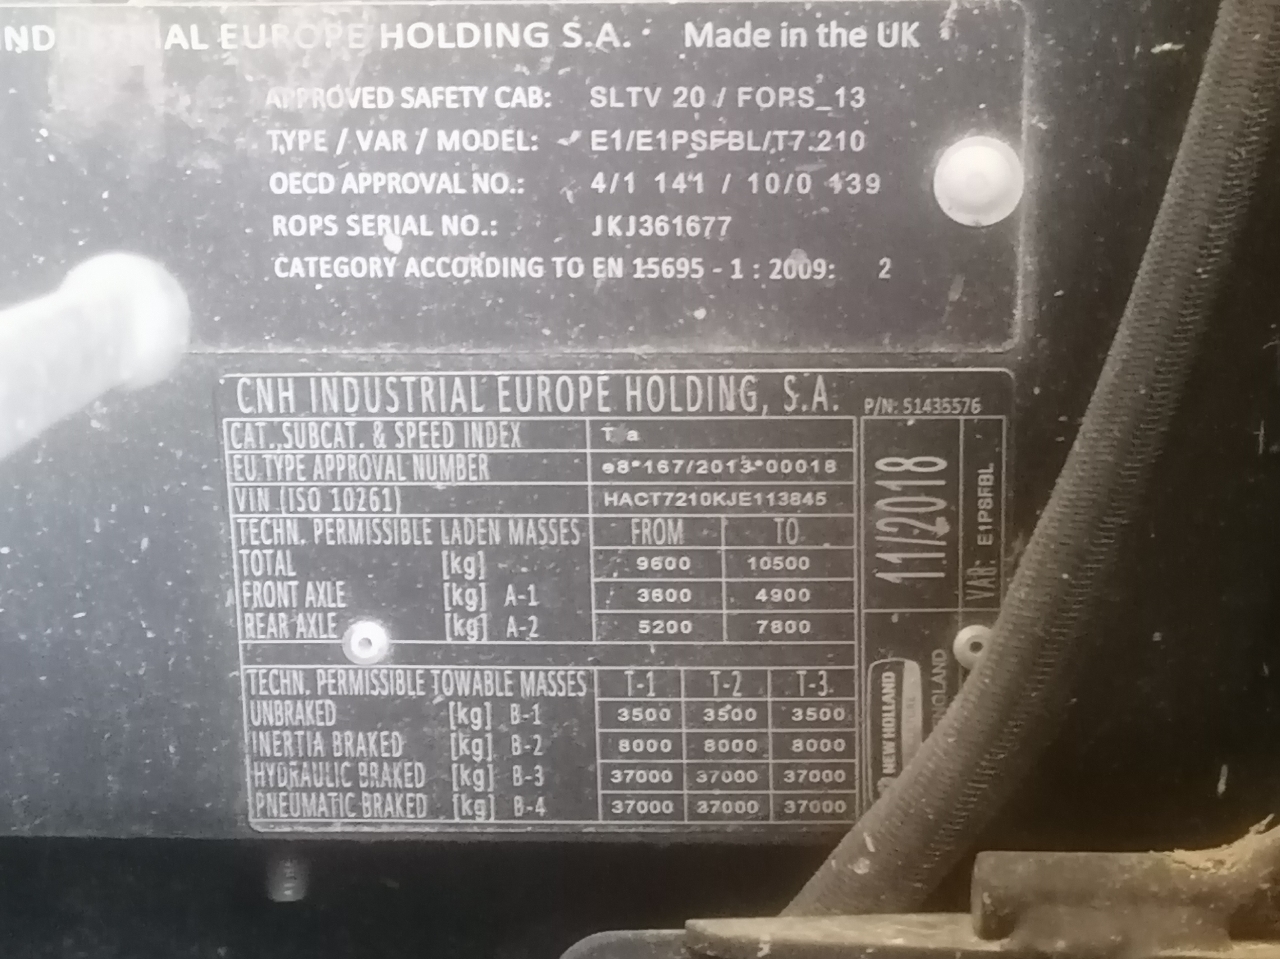 INDUSTRIAL EUROPE HOLDING S.A. · Made in the UK
APPROVED SAFETY CAB: SLTV 20 / FOPS_13
TYPE / VAR / MODEL: E1/E1PSFBL/T7.210
OECD APPROVAL NO.: 4/1 141 / 10/0 139
ROPS SERIAL NO.: JKJ361677
CATEGORY ACCORDING TO EN 15695 - 1 : 2009: 2
CNH INDUSTRIAL EUROPE HOLDING, S.A. P/N: 51435576
CAT., SUBCAT. & SPEED INDEX T a
EU TYPE APPROVAL NUMBER e8*167/2013*00018
VIN (ISO 10261) HACT7210KJE113845
TECHN. PERMISSIBLE LADEN MASSES FROM TO
TOTAL [kg] 9600 10500
FRONT AXLE [kg] A-1 3600 4900
REAR AXLE [kg] A-2 5200 7800
TECHN. PERMISSIBLE TOWABLE MASSES T-1 T-2 T-3
UNBRAKED [kg] B-1 3500 3500 3500
INERTIA BRAKED [kg] B-2 8000 8000 8000
HYDRAULIC BRAKED [kg] B-3 37000 37000 37000
PNEUMATIC BRAKED [kg] B-4 37000 37000 37000
11/2018
VAR: E1PSFBL
NEW HOLLAND